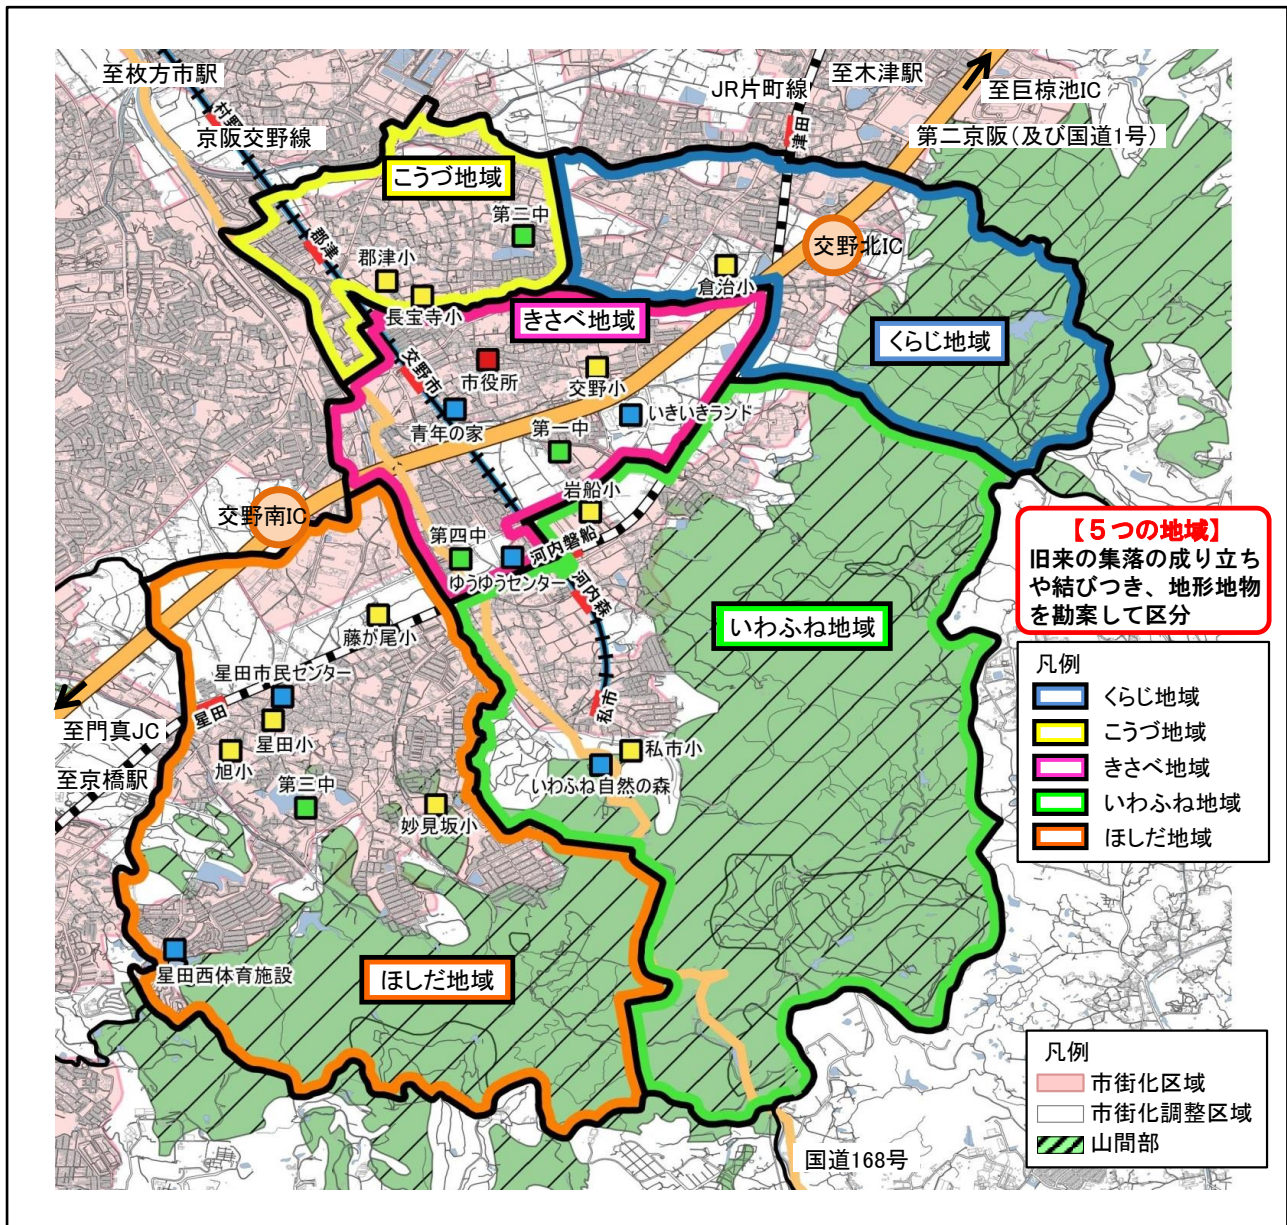 至枚方市駅
村野
京阪交野線
JR片町線
至木津駅
至巨椋池IC
津田
第二京阪(及び国道1号)
こうづ地域
第二中
郡津
郡津小
長宝寺小
倉治小
交野北IC
きさべ地域
くらじ地域
交野市
市役所
交野小
青年の家
いきいきランド
第一中
岩船小
交野南IC
第四中
河内磐船
ゆうゆうセンター
河内森
藤が尾小
いわふね地域
【5つの地域】
旧来の集落の成り立ち
や結びつき、地形地物
を勘案して区分
星田市民センター
星田
私市
至門真JC
星田小
至京橋駅
旭小
第三中
私市小
いわふね自然の森
妙見坂小
凡例
くらじ地域
こうづ地域
きさべ地域
いわふね地域
ほしだ地域
星田西体育施設
ほしだ地域
凡例
市街化区域
市街化調整区域
山間部
国道168号